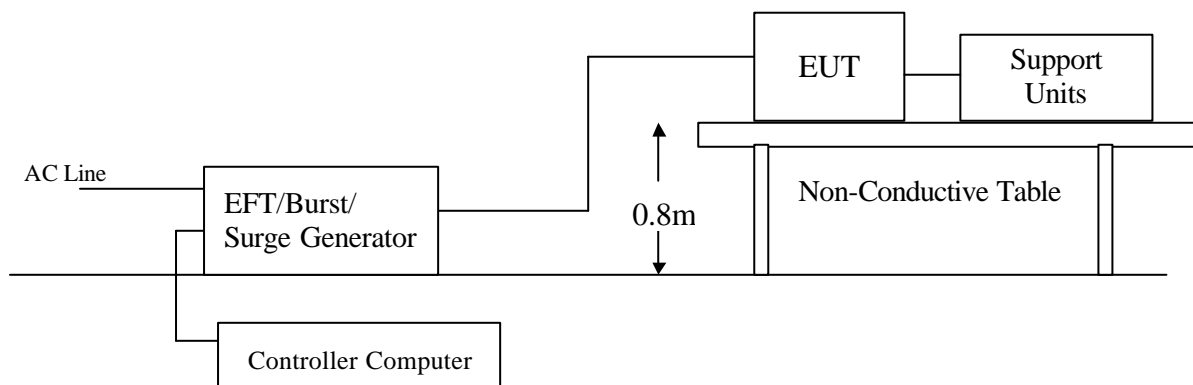 EUT
Support
Units
AC Line
EFT/Burst/
Surge Generator
0.8m
Non-Conductive Table
Controller Computer